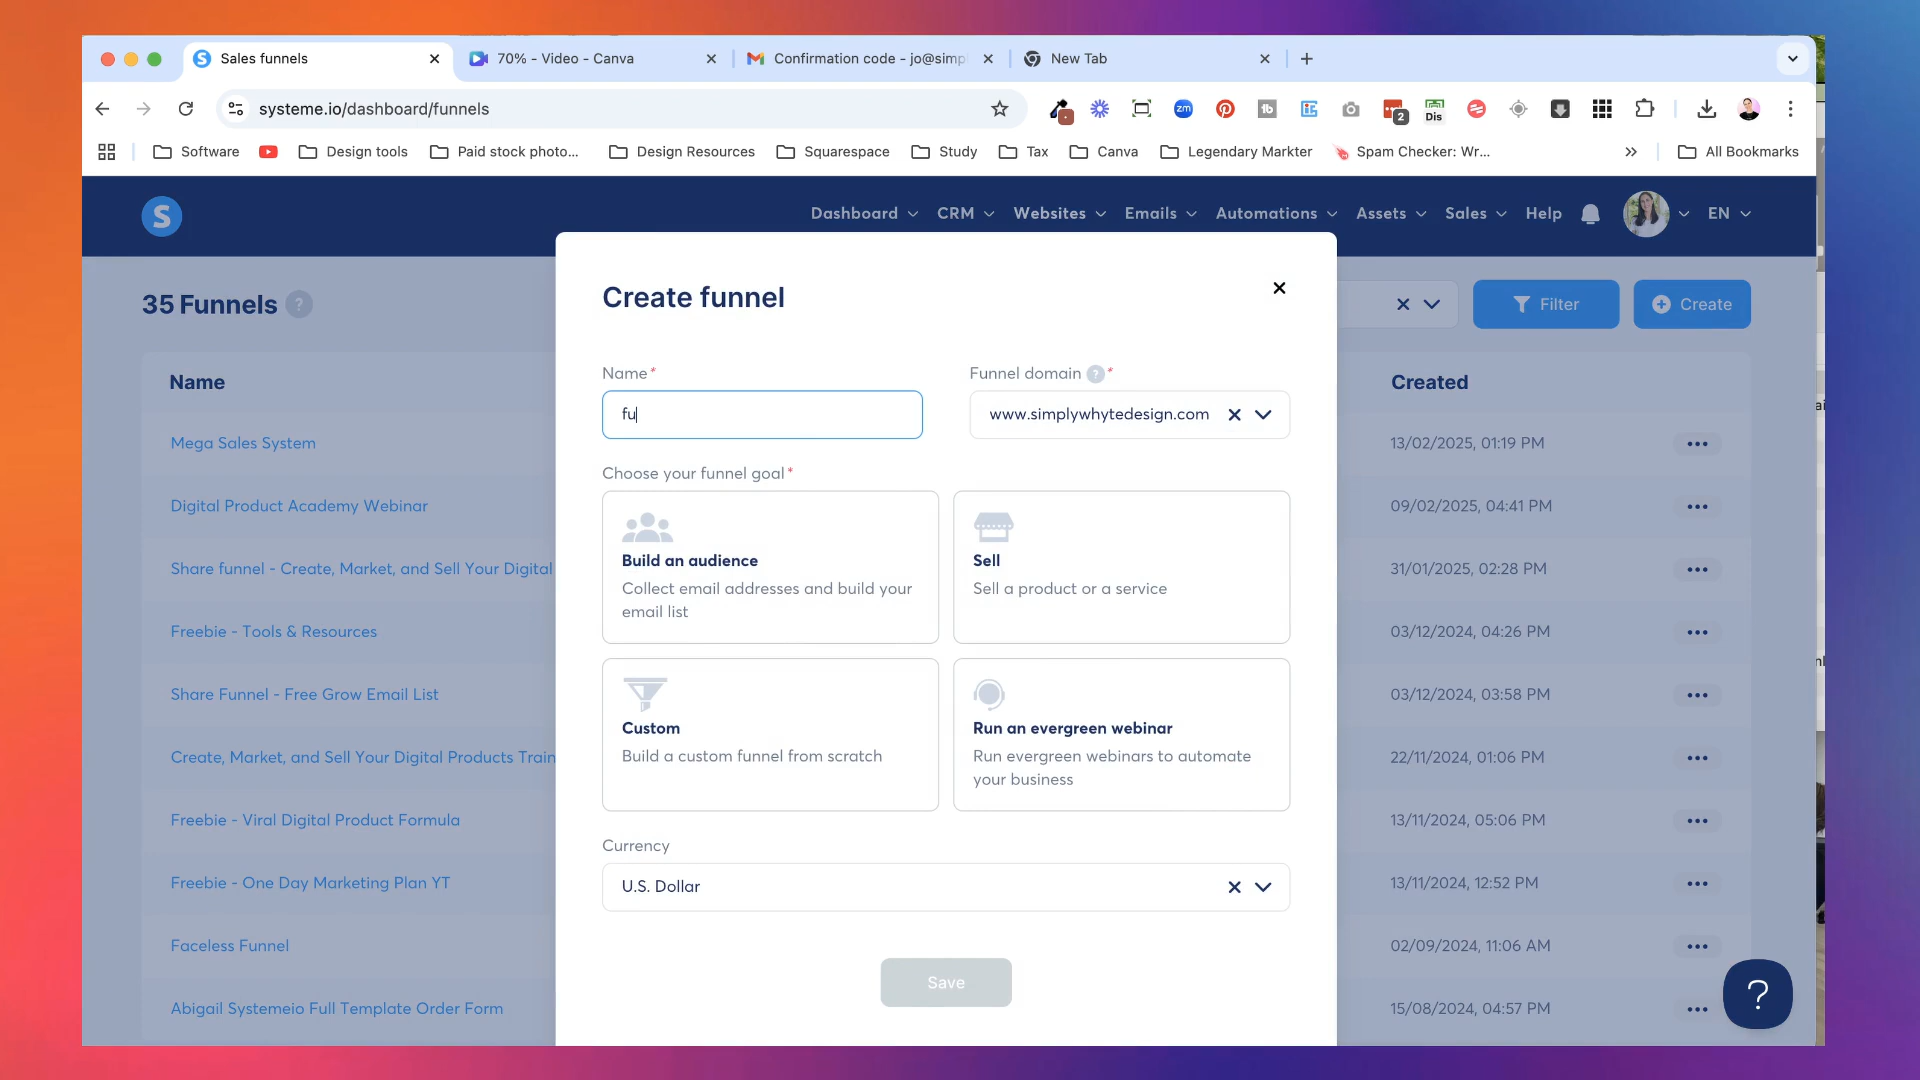 Sales funnels
70% - Video - Canva
Confirmation code - jo@simp
New Tab
systeme.io/dashboard/funnels
zm
tb
2
Dis
Software
Design tools
Paid stock photo...
Design Resources
Squarespace
Study
Tax
Canva
Legendary Markter
Spam Checker: Wr...
All Bookmarks
S
Dashboard
CRM
Websites
Emails
Automations
Assets
Sales
Help
EN
35 Funnels ?
Filter
Create
Name
Created
Mega Sales System
13/02/2025, 01:19 PM
Digital Product Academy Webinar
09/02/2025, 04:41 PM
Share funnel - Create, Market, and Sell Your Digital
31/01/2025, 02:28 PM
Freebie - Tools & Resources
03/12/2024, 04:26 PM
Share Funnel - Free Grow Email List
03/12/2024, 03:58 PM
Create, Market, and Sell Your Digital Products Train
22/11/2024, 01:06 PM
Freebie - Viral Digital Product Formula
13/11/2024, 05:06 PM
Freebie - One Day Marketing Plan YT
13/11/2024, 12:52 PM
Faceless Funnel
02/09/2024, 11:06 AM
Abigail Systemeio Full Template Order Form
15/08/2024, 04:57 PM
Create funnel
Name*
Funnel domain ? *
fu
www.simplywhytedesign.com
Choose your funnel goal*
Build an audience
Collect email addresses and build your
email list
Sell
Sell a product or a service
Custom
Build a custom funnel from scratch
Run an evergreen webinar
Run evergreen webinars to automate
your business
Currency
U.S. Dollar
Save
?